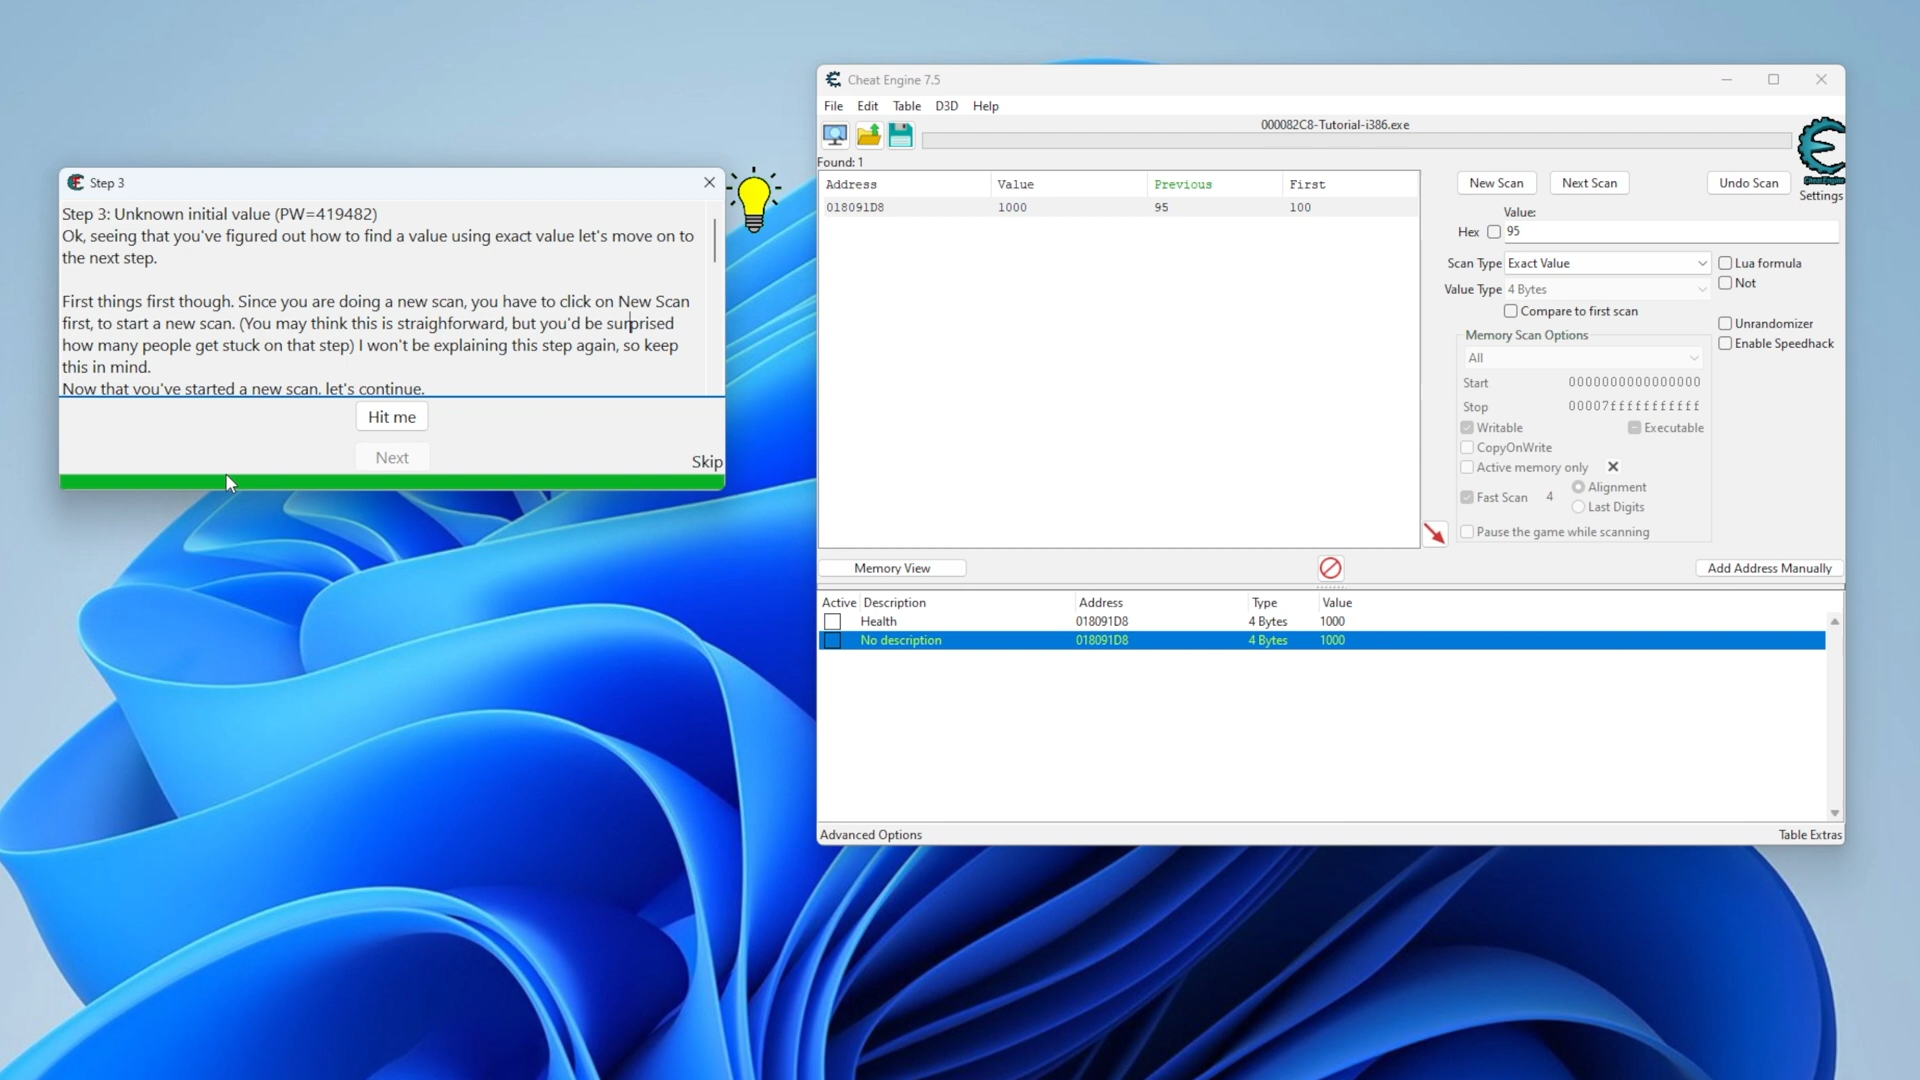 Cheat Engine 7.5
File Edit Table D3D Help
000082C8-Tutorial-i386.exe
Found: 1
Address Value Previous First
018091D8 1000 95 100
New Scan Next Scan Undo Scan
Settings
Value:
Hex 95
Scan Type Exact Value Lua formula
Not
Value Type 4 Bytes
Compare to first scan
Unrandomizer
Enable Speedhack
Memory Scan Options
All
Start 0000000000000000
Stop 00007fffffffffff
Writable Executable
CopyOnWrite
Active memory only
Fast Scan 4 Alignment
Last Digits
Pause the game while scanning
Memory View Add Address Manually
Active Description Address Type Value
Health 018091D8 4 Bytes 1000
No description 018091D8 4 Bytes 1000
Advanced Options Table Extras
Step 3
Step 3: Unknown initial value (PW=419482)
Ok, seeing that you've figured out how to find a value using exact value let's move on to
the next step.
First things first though. Since you are doing a new scan, you have to click on New Scan
first, to start a new scan. (You may think this is straighforward, but you'd be surprised
how many people get stuck on that step) I won't be explaining this step again, so keep
this in mind.
Now that you've started a new scan, let's continue.
Hit me
Next
Skip